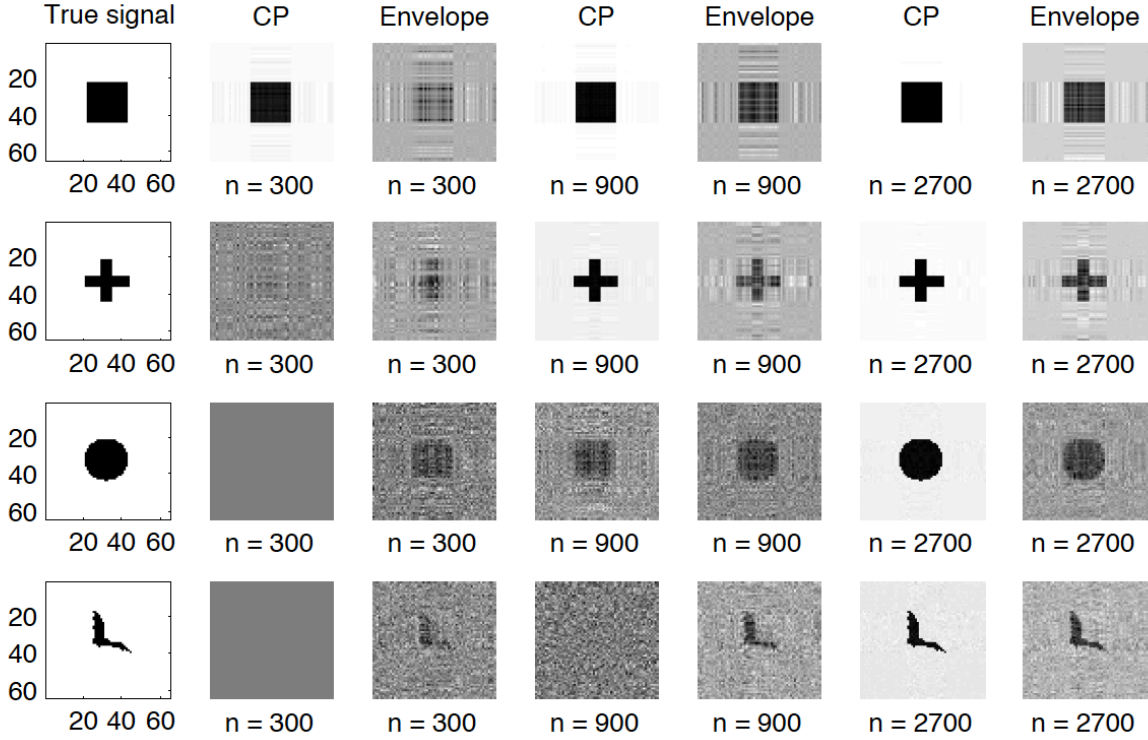 True signal CP Envelope CP Envelope CP Envelope
20
40
60
20 40 60 n = 300 n = 300 n = 900 n = 900 n = 2700 n = 2700
20
40
60
20 40 60 n = 300 n = 300 n = 900 n = 900 n = 2700 n = 2700
20
40
60
20 40 60 n = 300 n = 300 n = 900 n = 900 n = 2700 n = 2700
20
40
60
20 40 60 n = 300 n = 300 n = 900 n = 900 n = 2700 n = 2700